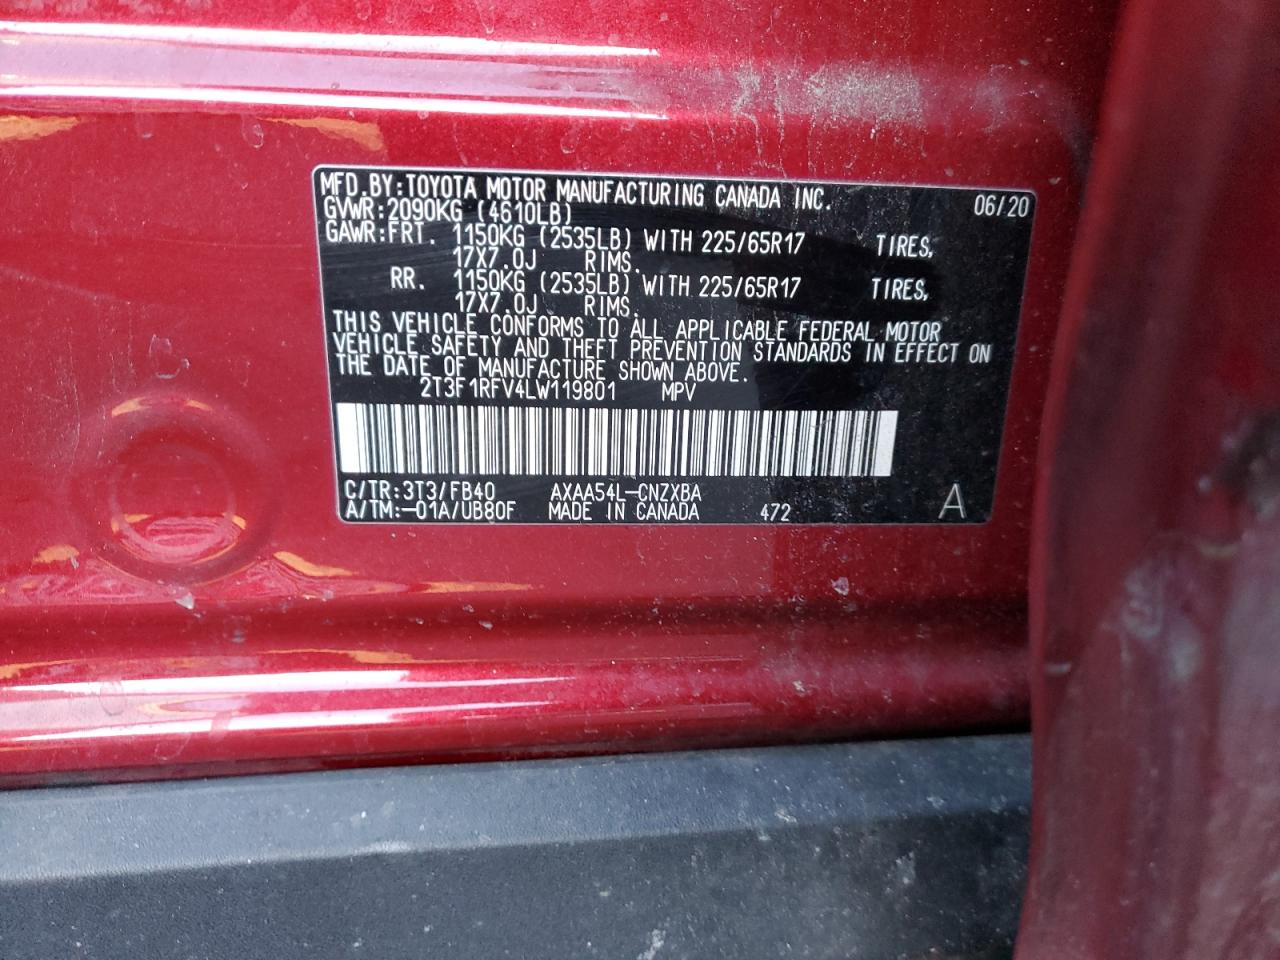 MFD.BY:TOYOTA MOTOR MANUFACTURING CANADA INC. 06/20
GVWR:2090KG (4610LB)
GAWR:FRT. 1150KG (2535LB) WITH 225/65R17 TIRES,
17X7.0J RIMS.
RR. 1150KG (2535LB) WITH 225/65R17 TIRES,
17X7.0J RIMS.
THIS VEHICLE CONFORMS TO ALL APPLICABLE FEDERAL MOTOR
VEHICLE SAFETY AND THEFT PREVENTION STANDARDS IN EFFECT ON
THE DATE OF MANUFACTURE SHOWN ABOVE.
2T3F1RFV4LW119801 MPV
C/TR:3T3/FB40 AXAA54L-CNZXBA
A/TM:-01A/UB80F MADE IN CANADA 472 A